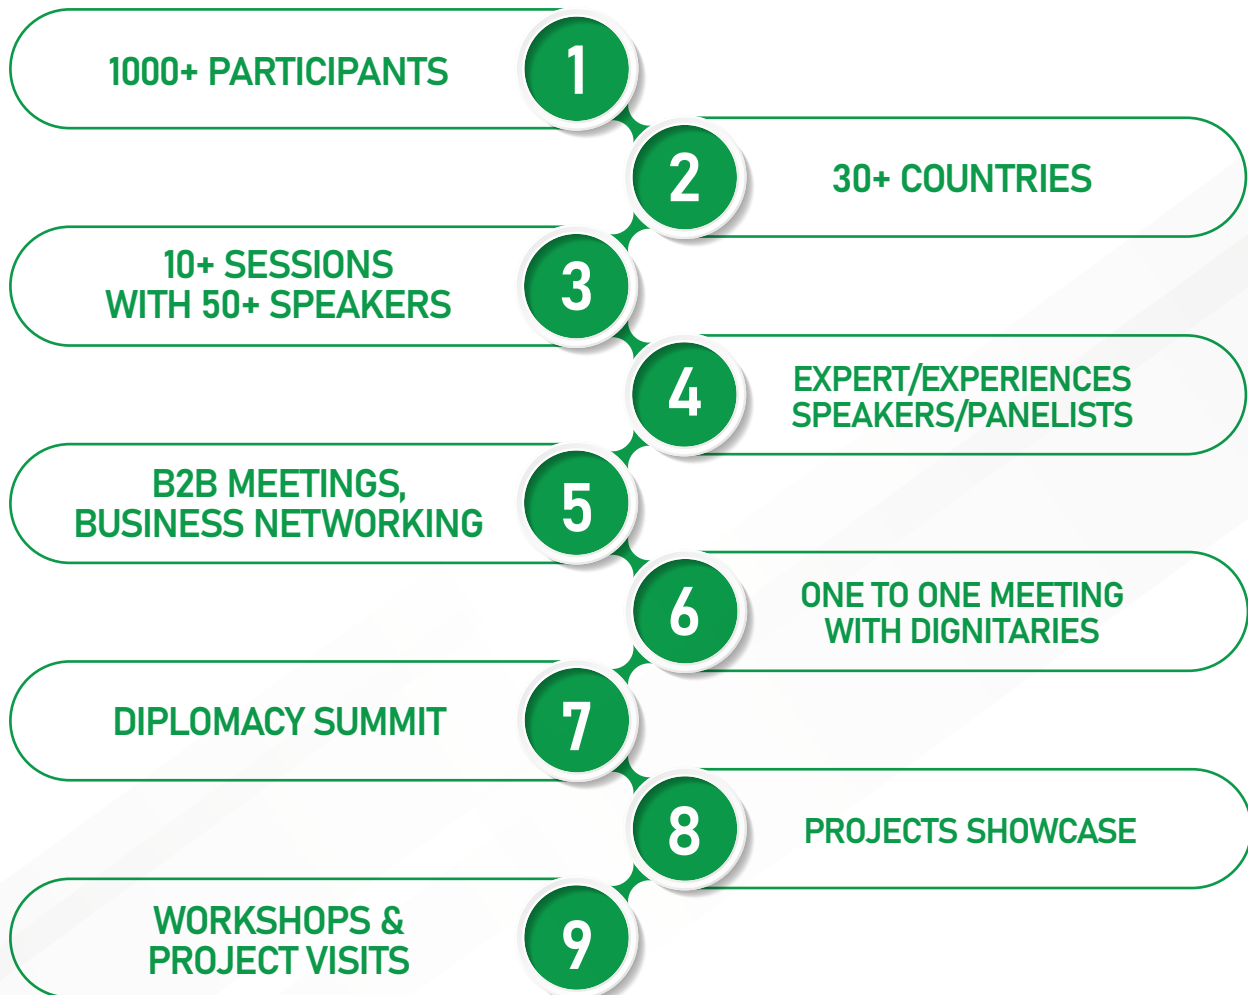 1000+ PARTICIPANTS
1
2
30+ COUNTRIES
10+ SESSIONS
WITH 50+ SPEAKERS
3
4
EXPERT/EXPERIENCES
SPEAKERS/PANELISTS
B2B MEETINGS,
BUSINESS NETWORKING
5
6
ONE TO ONE MEETING
WITH DIGNITARIES
DIPLOMACY SUMMIT
7
8
PROJECTS SHOWCASE
WORKSHOPS &
PROJECT VISITS
9